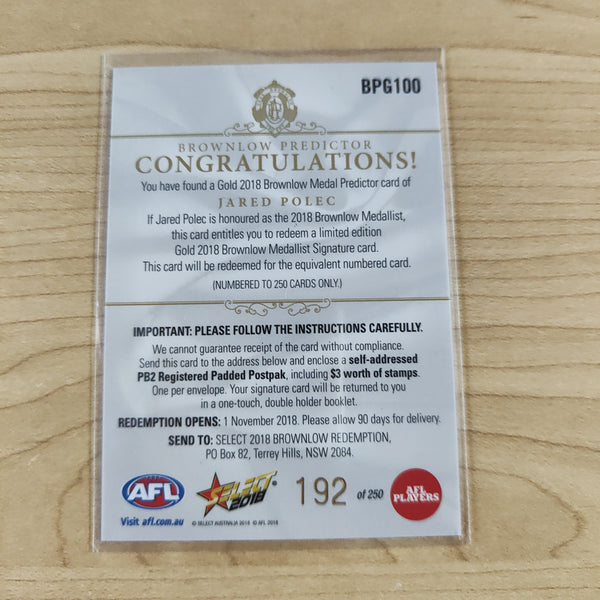 BPG100
BROWNLOW PREDICTOR
CONGRATULATIONS!
You have found a Gold 2018 Brownlow Medal Predictor card of
JARED POLEC
If Jared Polec is honoured as the 2018 Brownlow Medallist,
this card entitles you to redeem a limited edition
Gold 2018 Brownlow Medallist Signature card.
This card will be redeemed for the equivalent numbered card.
(NUMBERED TO 250 CARDS ONLY.)
IMPORTANT: PLEASE FOLLOW THE INSTRUCTIONS CAREFULLY.
We cannot guarantee receipt of the card without compliance.
Send this card to the address below and enclose a self-addressed
PB2 Registered Padded Postpak, including $3 worth of stamps.
One per envelope. Your signature card will be returned to you
in a one-touch, double holder booklet.
REDEMPTION OPENS: 1 November 2018. Please allow 90 days for delivery.
SEND TO: SELECT 2018 BROWNLOW REDEMPTION,
PO Box 82, Terrey Hills, NSW 2084.
AFL
SELECT 2018
192 of 250
AFL PLAYERS
Visit afl.com.au
© SELECT AUSTRALIA 2018 © AFL 2018